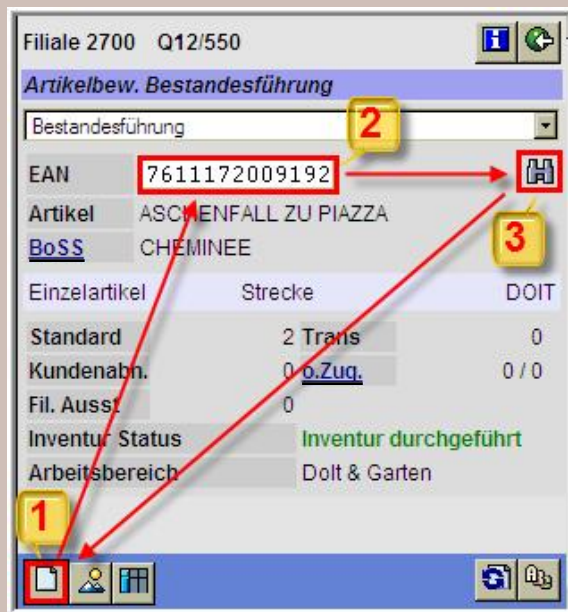 Filiale 2700 Q12/550
Artikelbew. Bestandesführung
Bestandesführung
2
EAN 7611172009192
3
Artikel ASCHENFALL ZU PIAZZA
BoSS CHEMINEE
Einzelartikel Strecke DOIT
Standard 2 Trans 0
Kundenabn. 0 o.Zug. 0 / 0
Fil. Ausst 0
Inventur Status Inventur durchgeführt
Arbeitsbereich DoIt & Garten
1